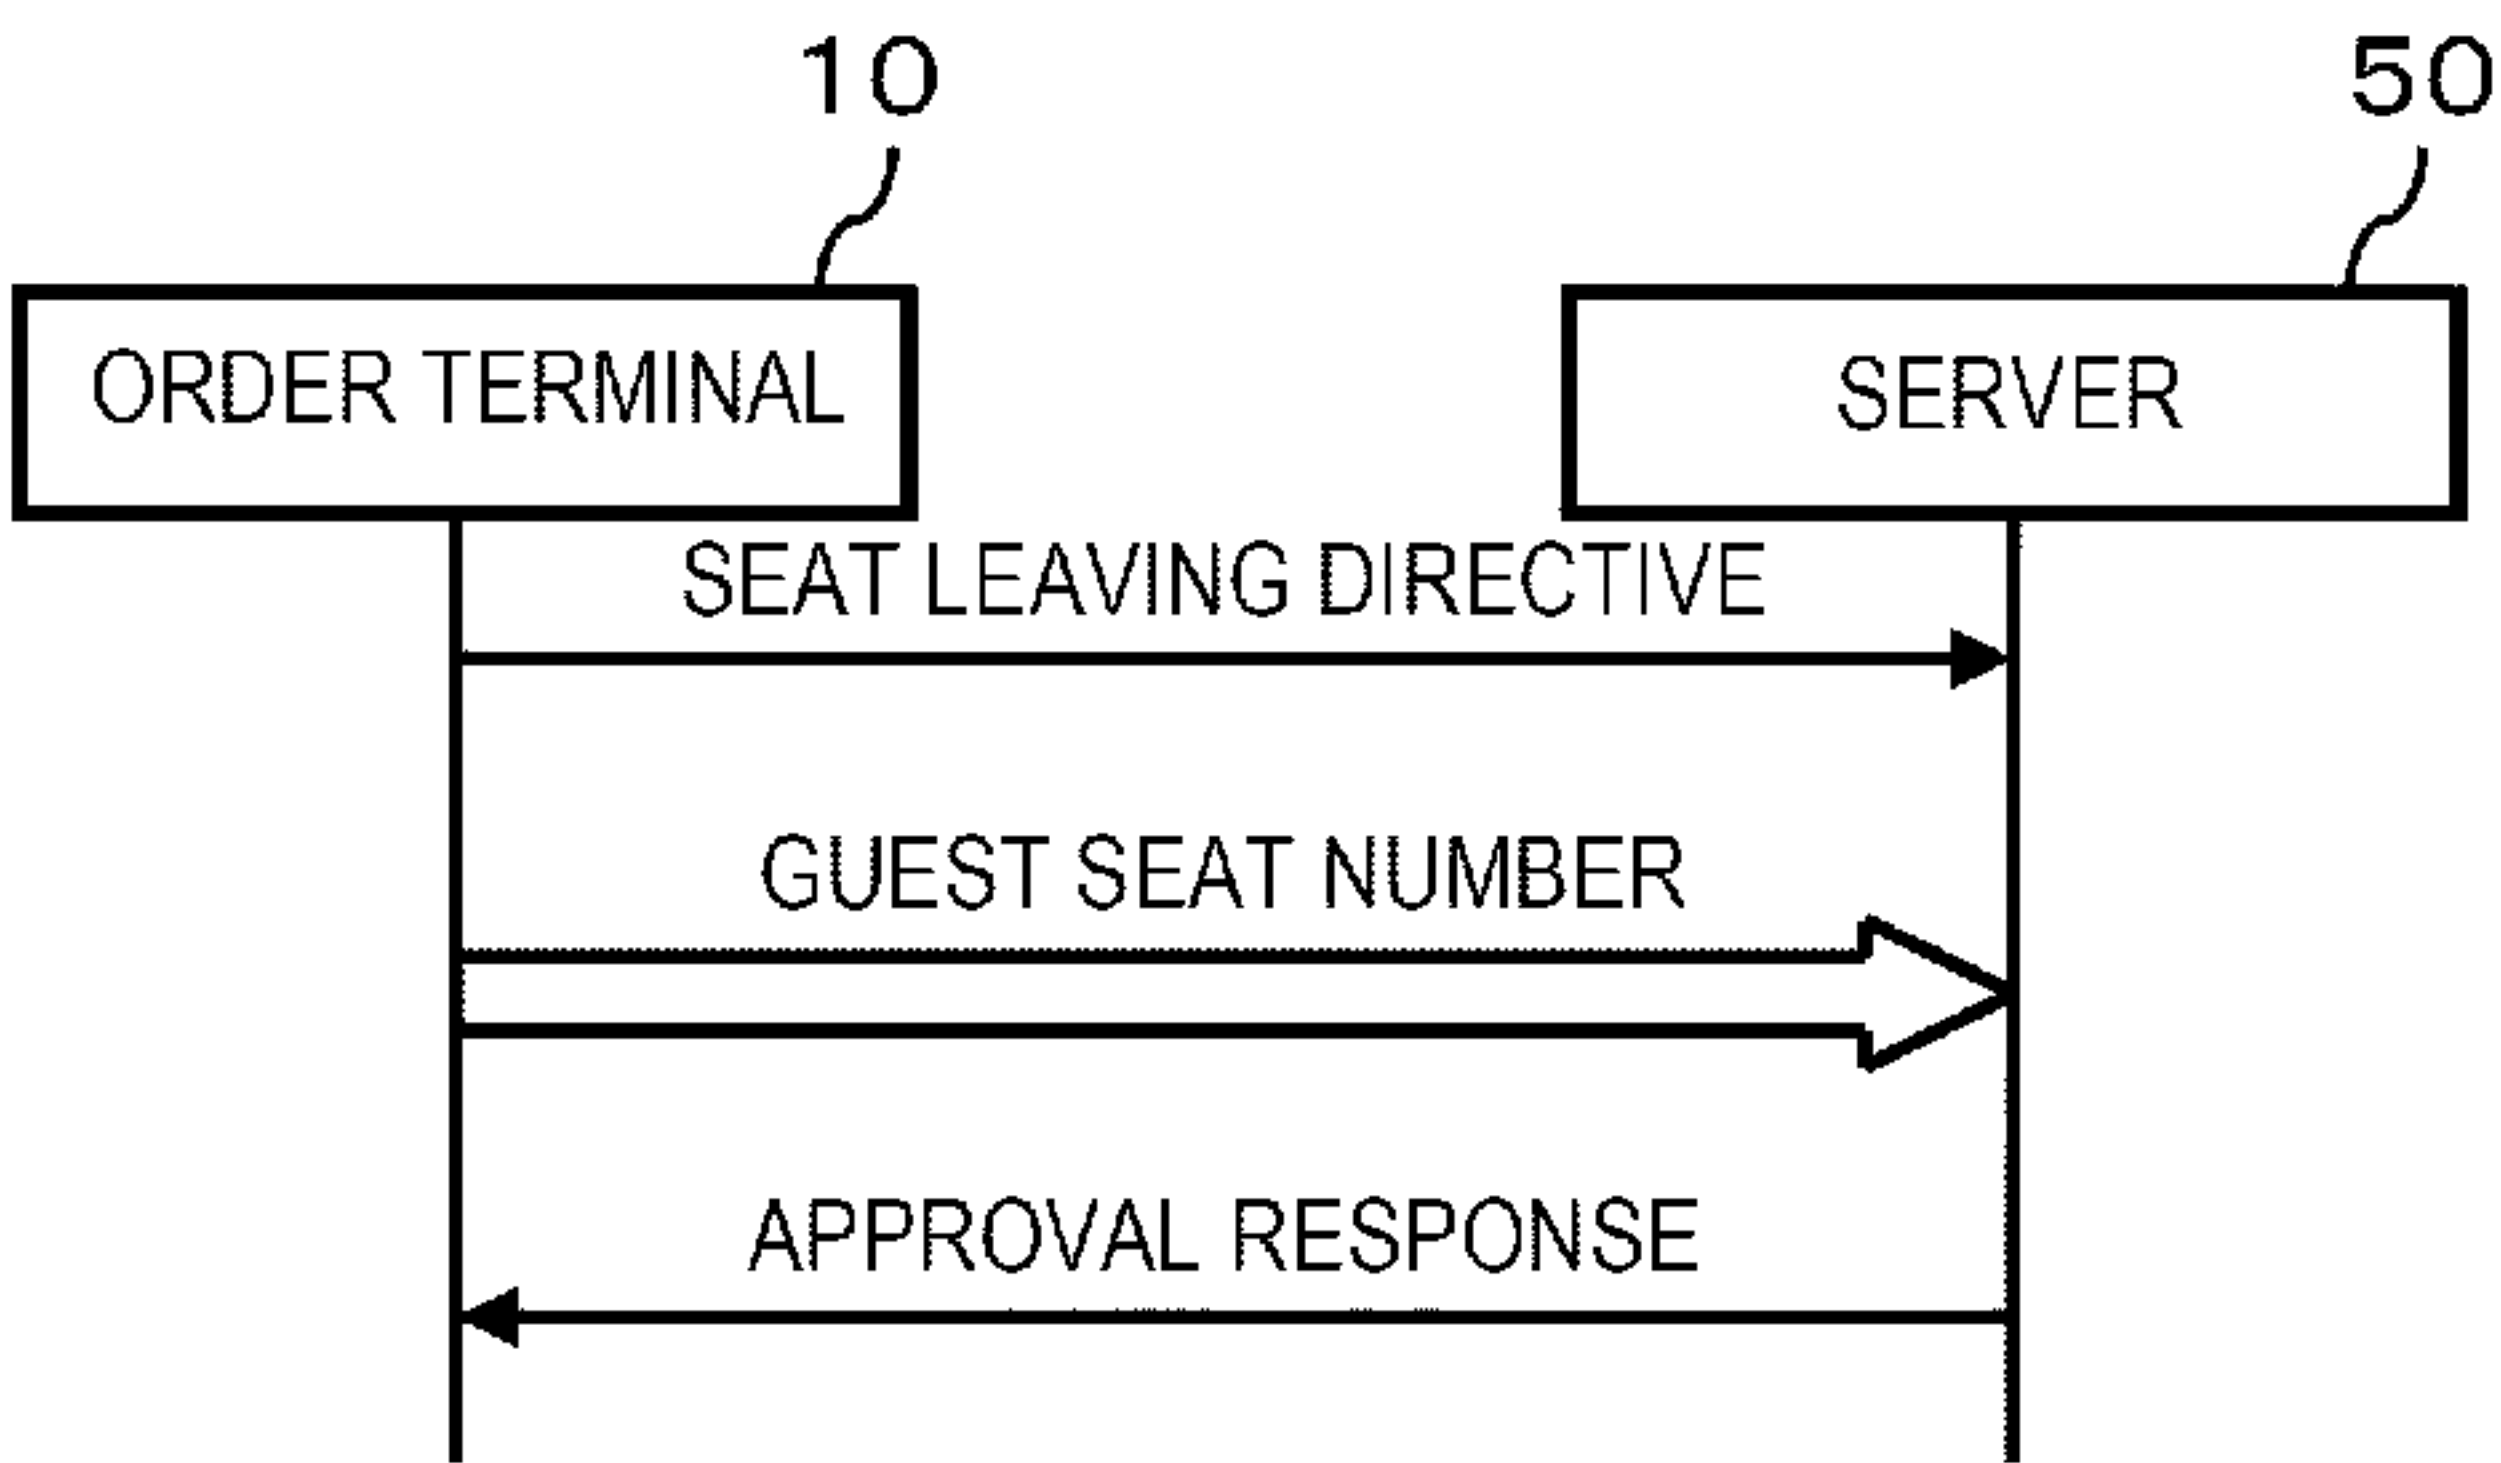 10
50
ORDER TERMINAL
SERVER
SEAT LEAVING DIRECTIVE
GUEST SEAT NUMBER
APPROVAL RESPONSE